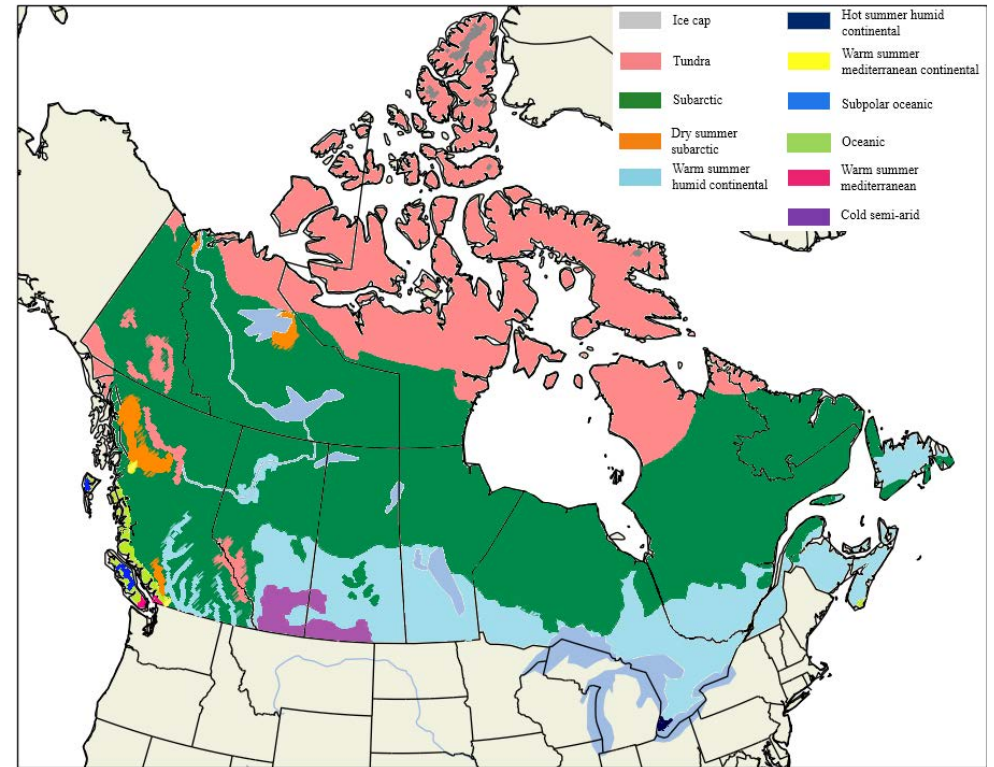 Ice cap
Tundra
Subarctic
Dry summer
subarctic
Warm summer
humid continental
Hot summer humid
continental
Warm summer
mediterranean continental
Subpolar oceanic
Oceanic
Warm summer
mediterranean
Cold semi-arid